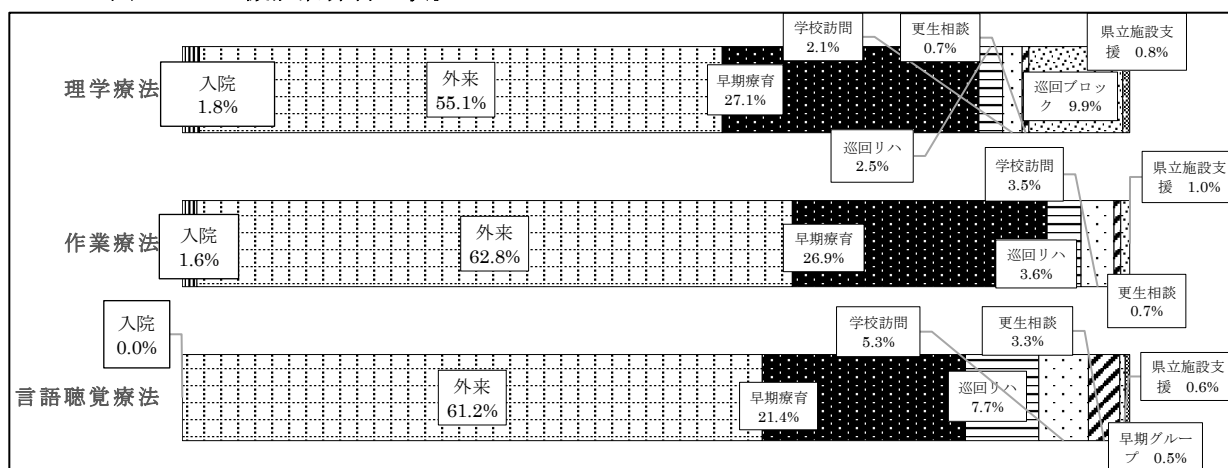 学校訪問
2.1%
更生相談
0.7%
県立施設支
援 0.8%
理学療法
入院
1.8%
外来
55.1%
早期療育
27.1%
巡回ブロッ
ク 9.9%
巡回リハ
2.5%
学校訪問
3.5%
県立施設支
援 1.0%
作業療法
入院
1.6%
外来
62.8%
早期療育
26.9%
巡回リハ
3.6%
更生相談
0.7%
入院
0.0%
学校訪問
5.3%
更生相談
3.3%
県立施設支
援 0.6%
言語聴覚療法
外来
61.2%
早期療育
21.4%
巡回リハ
7.7%
早期グルー
プ 0.5%